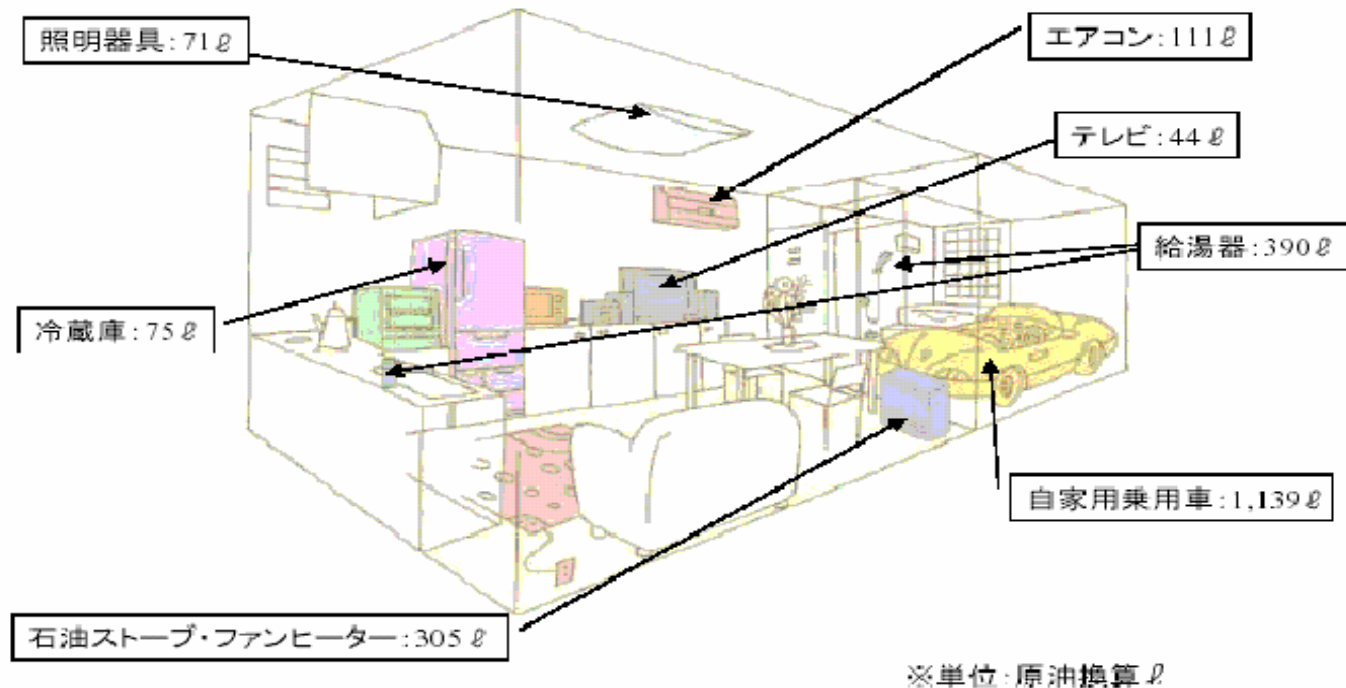 照明器具:71ℓ
エアコン:111ℓ
テレビ:44ℓ
給湯器:390ℓ
冷蔵庫:75ℓ
自家用乗用車:1,139ℓ
石油ストーブ・ファンヒーター:305ℓ
※単位:原油換算ℓ